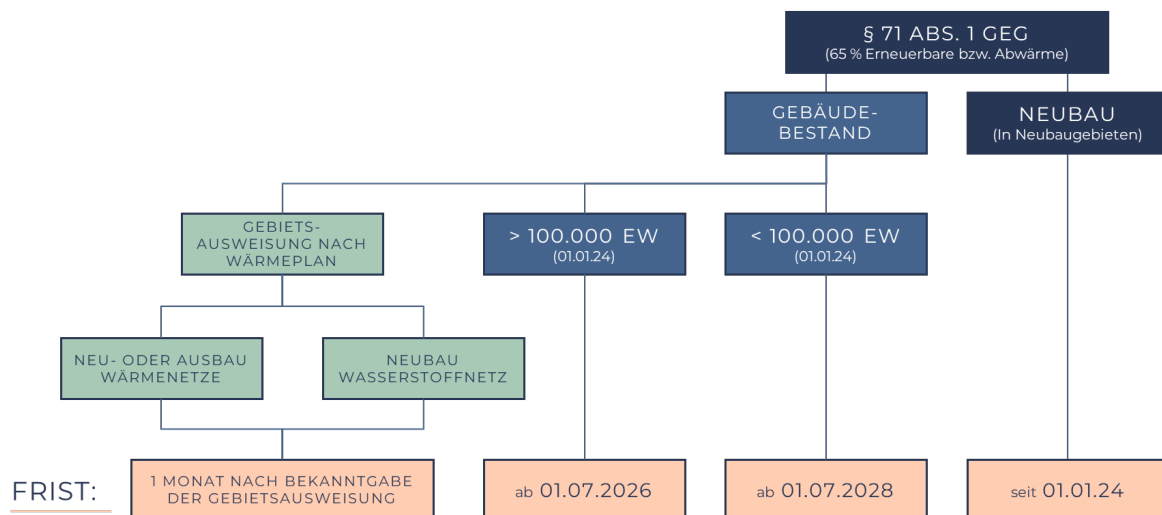 § 71 ABS. 1 GEG
(65 % Erneuerbare bzw. Abwärme)
GEBÄUDE-
BESTAND
NEUBAU
(In Neubaugebieten)
GEBIETS-
AUSWEISUNG NACH
WÄRMEPLAN
> 100.000 EW
(01.01.24)
< 100.000 EW
(01.01.24)
NEU- ODER AUSBAU
WÄRMENETZE
NEUBAU
WASSERSTOFFNETZ
FRIST:
1 MONAT NACH BEKANNTGABE
DER GEBIETSAUSWEISUNG
ab 01.07.2026
ab 01.07.2028
seit 01.01.24